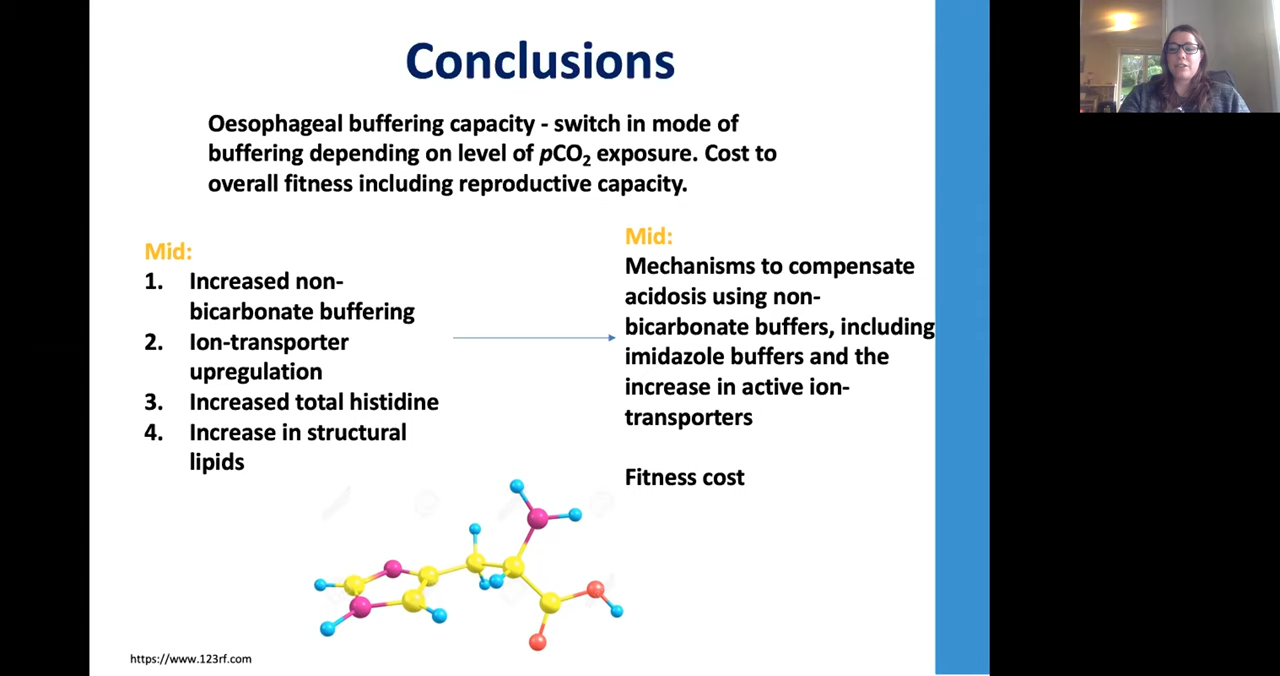 Conclusions
Oesophageal buffering capacity - switch in mode of
buffering depending on level of pCO₂ exposure. Cost to
overall fitness including reproductive capacity.
Mid:
1. Increased non-
bicarbonate buffering
2. Ion-transporter
upregulation
3. Increased total histidine
4. Increase in structural
lipids
Mid:
Mechanisms to compensate
acidosis using non-
bicarbonate buffers, including
imidazole buffers and the
increase in active ion-
transporters
Fitness cost
https://www.123rf.com